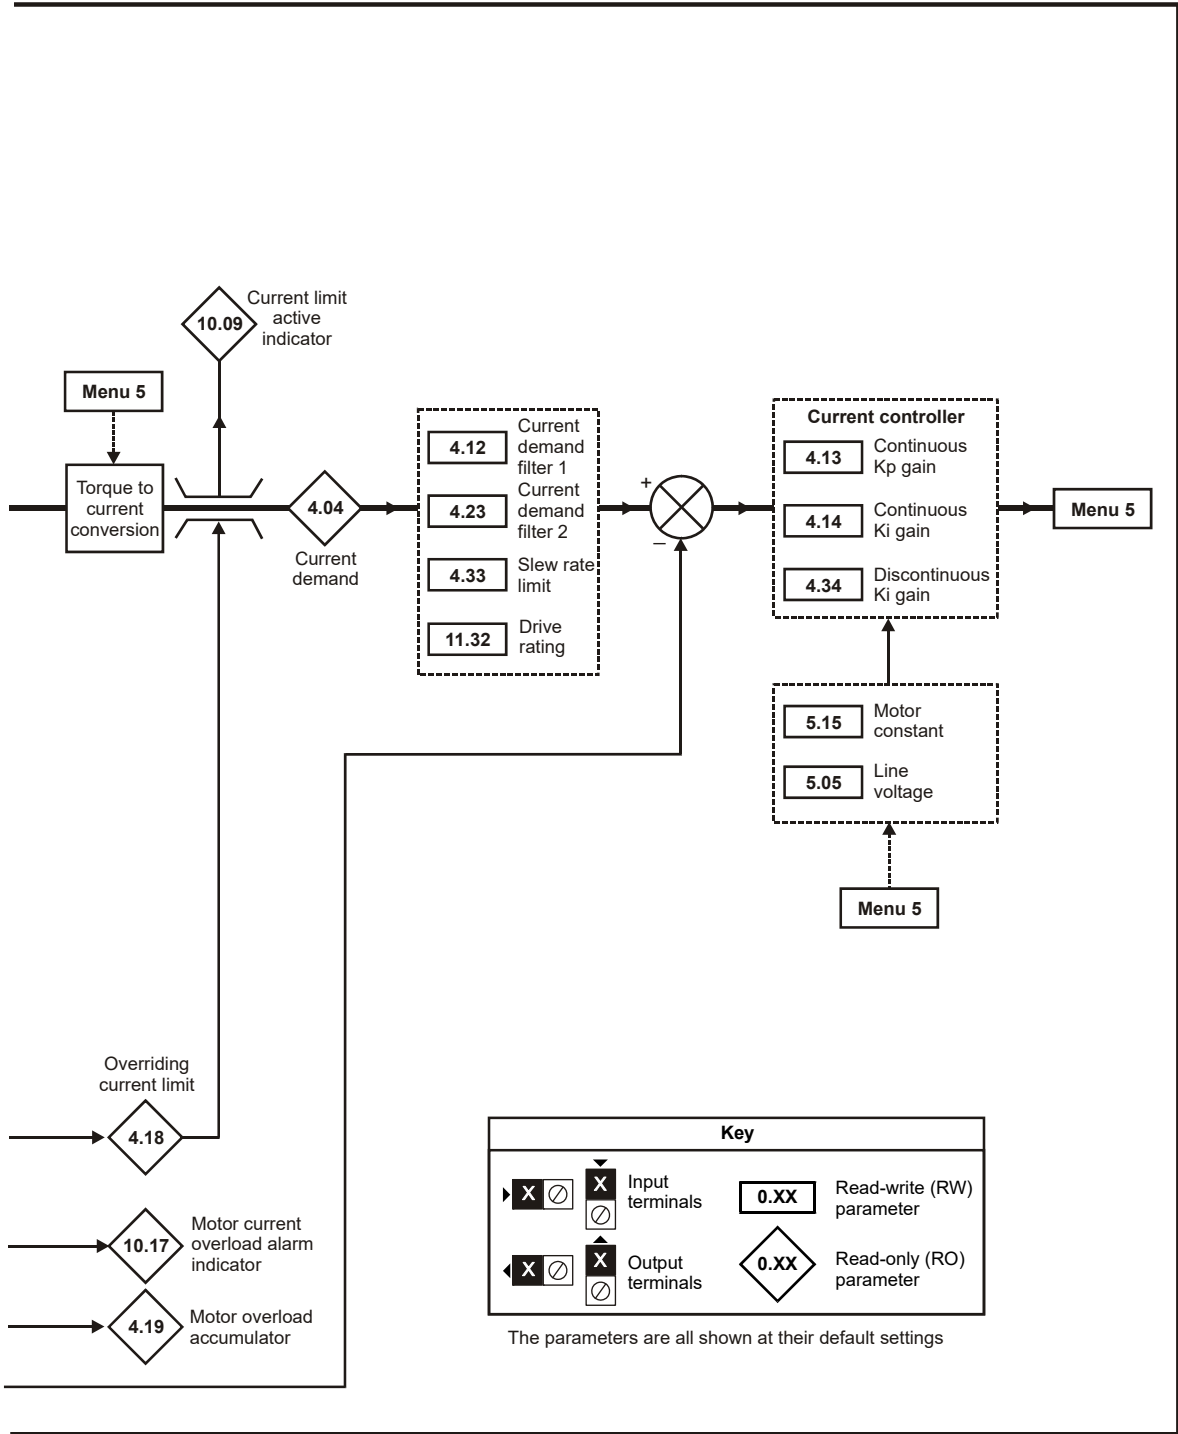 10.09
Current limit
active
indicator
Menu 5
Torque to
current
conversion
4.04
Current
demand
4.12
Current
demand
filter 1
4.23
Current
demand
filter 2
4.33
Slew rate
limit
11.32
Drive
rating
+
–
Current controller
4.13
Continuous
Kp gain
4.14
Continuous
Ki gain
4.34
Discontinuous
Ki gain
Menu 5
5.15
Motor
constant
5.05
Line
voltage
Menu 5
Overriding
current limit
4.18
10.17
Motor current
overload alarm
indicator
4.19
Motor overload
accumulator
Key
X
X
Input
terminals
0.XX
Read-write (RW)
parameter
X
X
Output
terminals
0.XX
Read-only (RO)
parameter
The parameters are all shown at their default settings